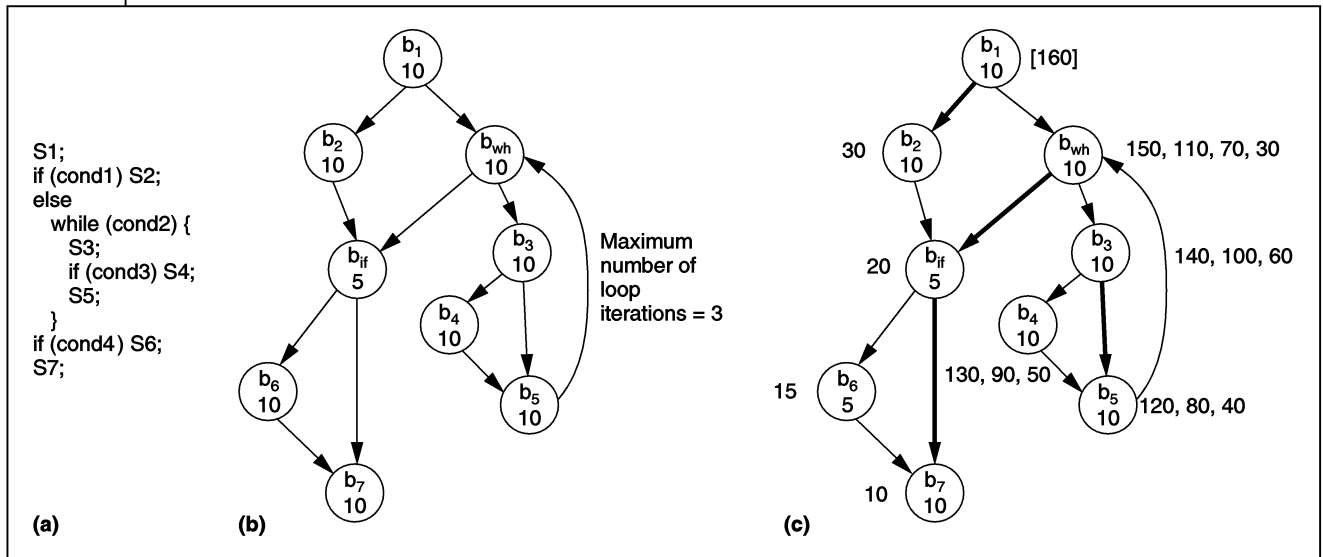 S1;
if (cond1) S2;
else
while (cond2) {
S3;
if (cond3) S4;
S5;
}
if (cond4) S6;
S7;
(a)
b1
10
b2
10
bwh
10
bif
5
b3
10
b4
10
b5
10
b6
10
b7
10
Maximum
number of
loop
iterations = 3
(b)
b1
10
[160]
30
b2
10
bwh
10
150, 110, 70, 30
20
bif
5
b3
10
140, 100, 60
b4
10
130, 90, 50
b5
10
120, 80, 40
15
b6
5
10
b7
10
(c)